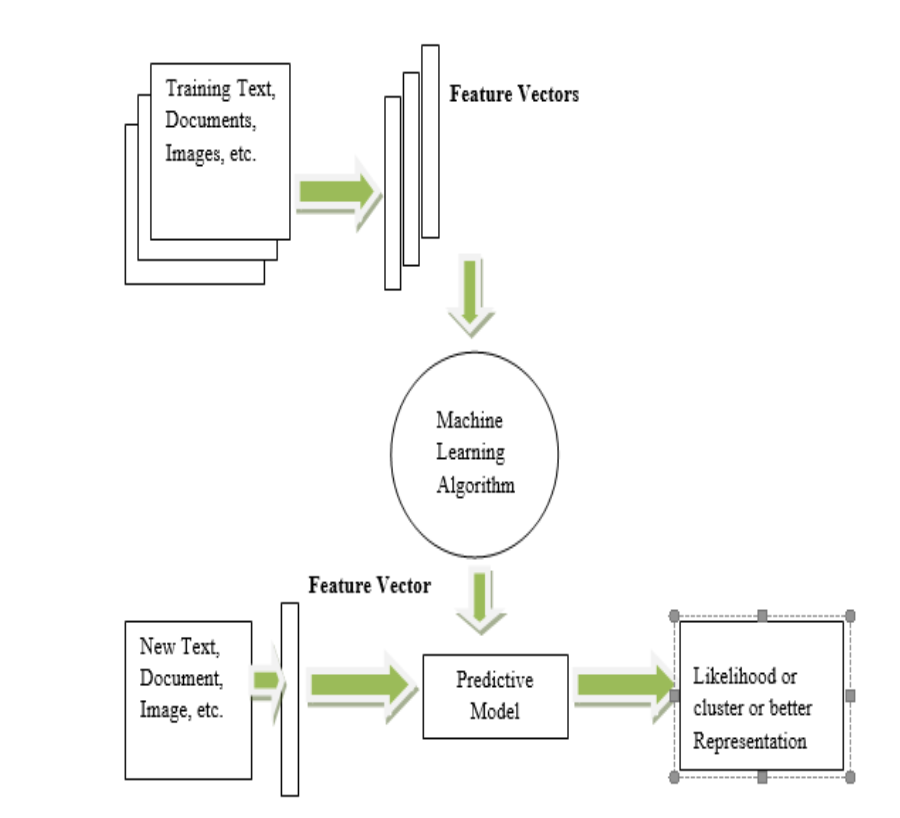 Training Text,
Documents,
Images, etc.
Feature Vectors
Machine
Learning
Algorithm
Feature Vector
New Text,
Document,
Image, etc.
Predictive
Model
Likelihood or
cluster or better
Representation